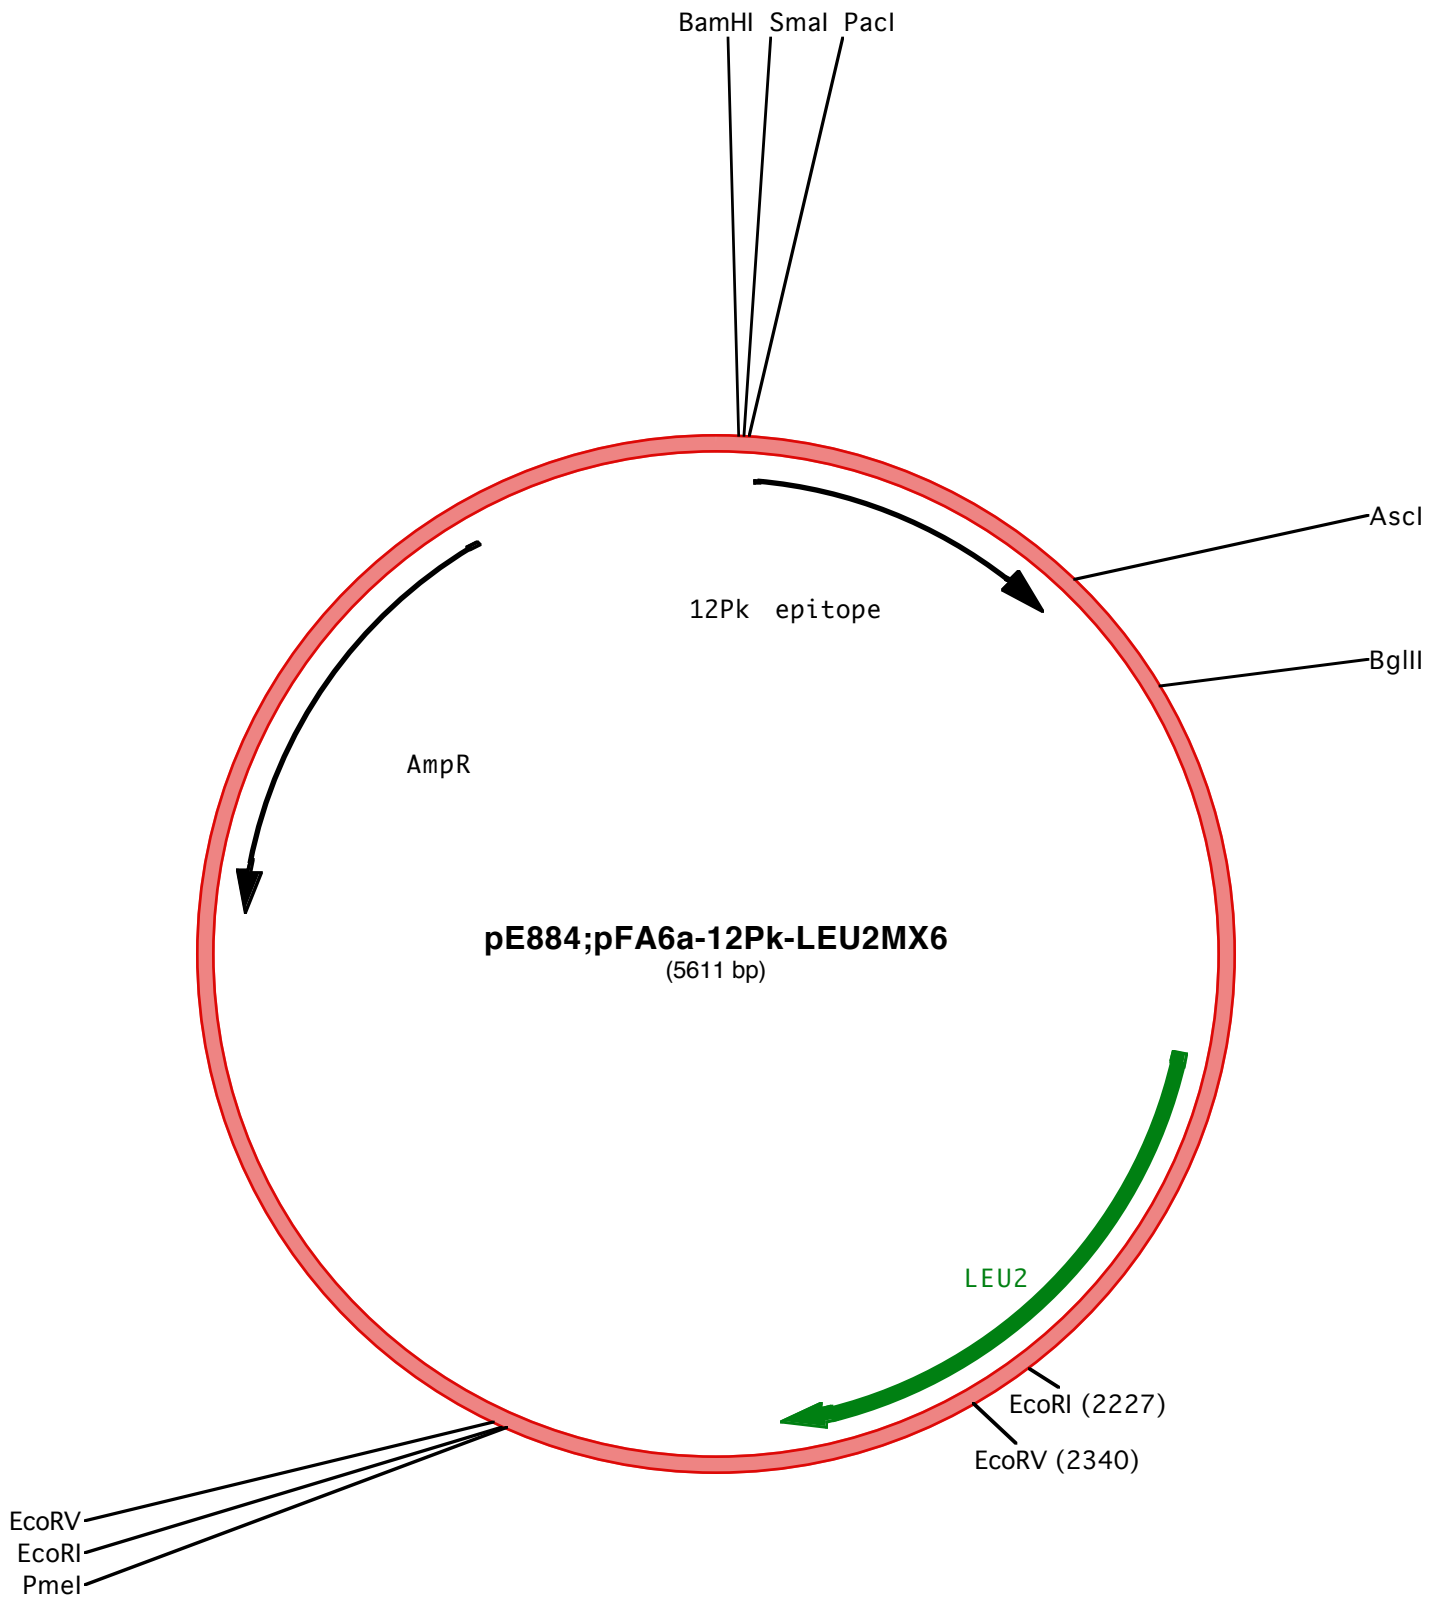 BamHI SmaI PacI
AscI
12Pk epitope
BglII
AmpR
pE884;pFA6a-12Pk-LEU2MX6
(5611 bp)
LEU2
EcoRI (2227)
EcoRV (2340)
EcoRV
EcoRI
PmeI